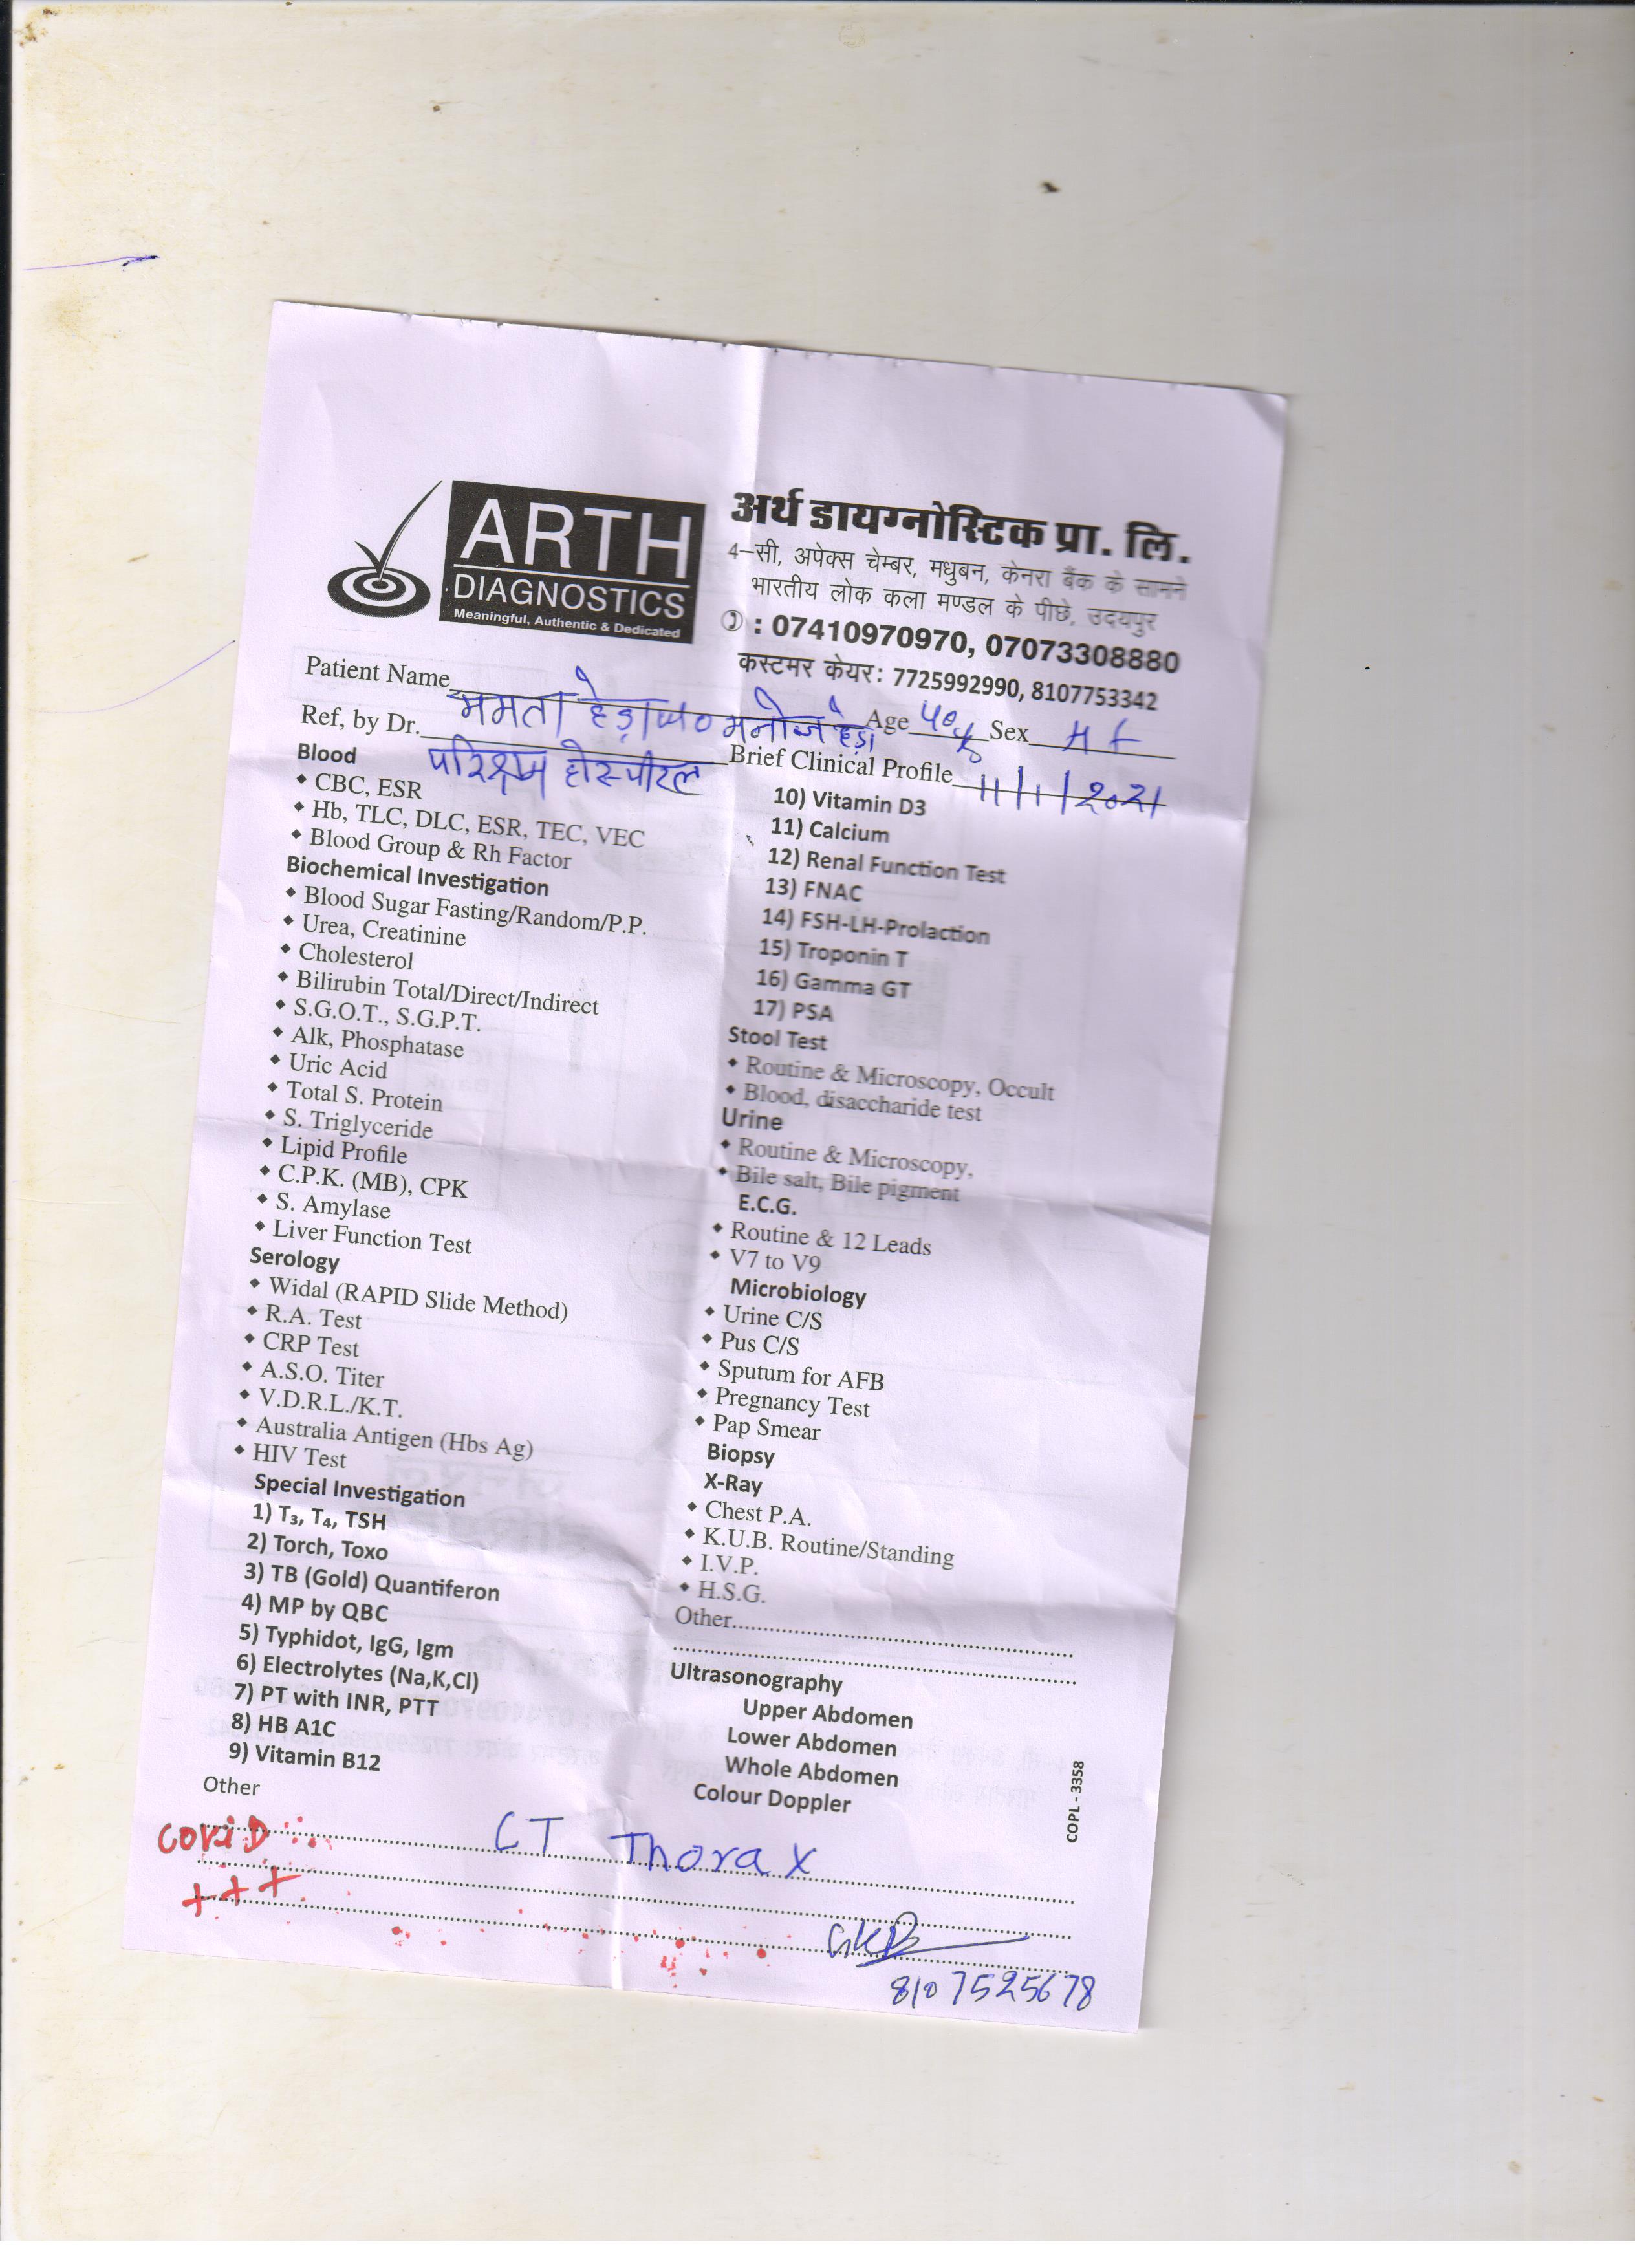 ARTH
DIAGNOSTICS
Meaningful, Authentic & Dedicated
अर्थ डायग्नोस्टिक प्रा. लि.
4–सी, अपेक्स चेम्बर, मधुबन, केनरा बैंक के सामने
भारतीय लोक कला मण्डल के पीछे, उदयपुर
: 07410970970, 07073308880
कस्टमर केयर: 7725992990, 8107753342
Patient Name ममता हेड़ा मनोज हेड़ा Age Sex F
Ref, by Dr. परिश्रम होस्पीटल Brief Clinical Profile 11/1/2021
Blood
CBC, ESR
Hb, TLC, DLC, ESR, TEC, VEC
Blood Group & Rh Factor
Biochemical Investigation
Blood Sugar Fasting/Random/P.P.
Urea, Creatinine
Cholesterol
Bilirubin Total/Direct/Indirect
S.G.O.T., S.G.P.T.
Alk, Phosphatase
Uric Acid
Total S. Protein
S. Triglyceride
Lipid Profile
C.P.K. (MB), CPK
S. Amylase
Liver Function Test
Serology
Widal (RAPID Slide Method)
R.A. Test
CRP Test
A.S.O. Titer
V.D.R.L./K.T.
Australia Antigen (Hbs Ag)
HIV Test
Special Investigation
1) T₃, T₄, TSH
2) Torch, Toxo
3) TB (Gold) Quantiferon
4) MP by QBC
5) Typhidot, IgG, Igm
6) Electrolytes (Na,K,Cl)
7) PT with INR, PTT
8) HB A1C
9) Vitamin B12
Other
10) Vitamin D3
11) Calcium
12) Renal Function Test
13) FNAC
14) FSH-LH-Prolaction
15) Troponin T
16) Gamma GT
17) PSA
Stool Test
Routine & Microscopy, Occult
Blood, disaccharide test
Urine
Routine & Microscopy,
Bile salt, Bile pigment
E.C.G.
Routine & 12 Leads
V7 to V9
Microbiology
Urine C/S
Pus C/S
Sputum for AFB
Pregnancy Test
Pap Smear
Biopsy
X-Ray
Chest P.A.
K.U.B. Routine/Standing
I.V.P.
H.S.G.
Other
Ultrasonography
Upper Abdomen
Lower Abdomen
Whole Abdomen
Colour Doppler
COPL - 3358
COViD
+++
CT Thorax
8107525678